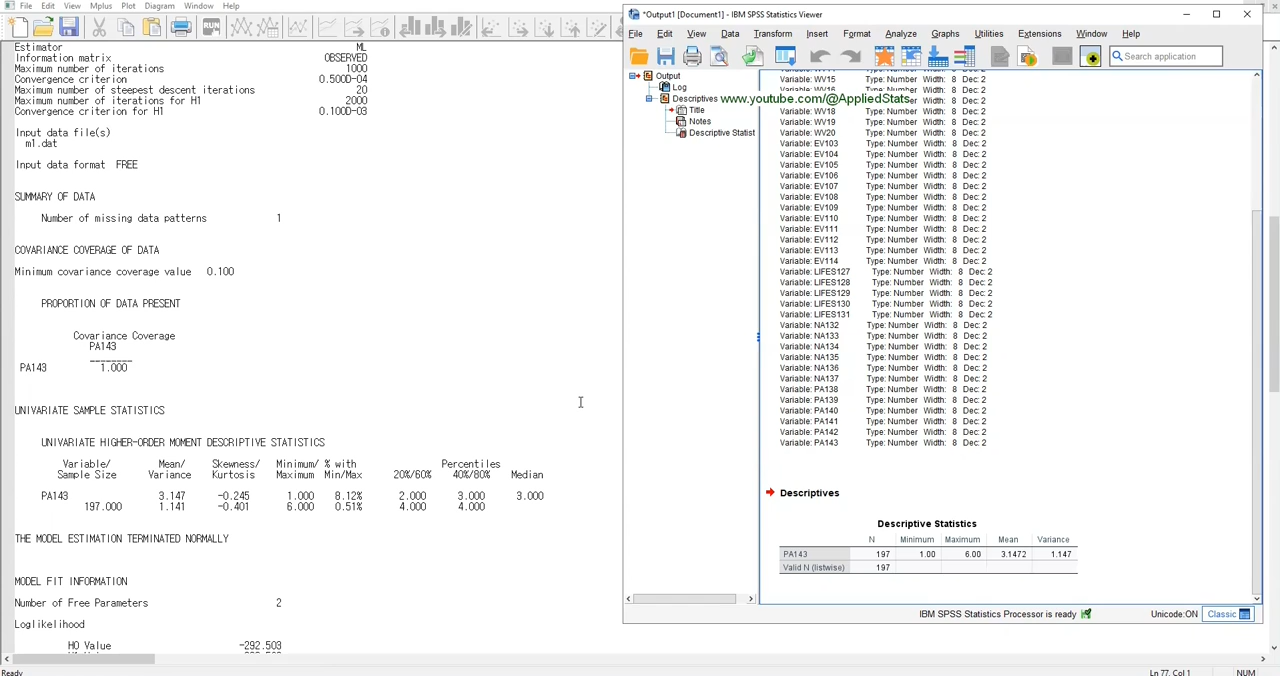 File Edit View Mplus Plot Diagram Window Help
RUN
Estimator ML
Information matrix OBSERVED
Maximum number of iterations 1000
Convergence criterion 0.500D-04
Maximum number of steepest descent iterations 20
Maximum number of iterations for H1 2000
Convergence criterion for H1 0.100D-03
Input data file(s)
m1.dat
Input data format FREE
SUMMARY OF DATA
Number of missing data patterns 1
COVARIANCE COVERAGE OF DATA
Minimum covariance coverage value 0.100
PROPORTION OF DATA PRESENT
Covariance Coverage
PA143
PA143 1.000
UNIVARIATE SAMPLE STATISTICS
UNIVARIATE HIGHER-ORDER MOMENT DESCRIPTIVE STATISTICS
Variable/ Mean/ Skewness/ Minimum/ % with Percentiles
Sample Size Variance Kurtosis Maximum Min/Max 20%/60% 40%/80% Median
PA143 3.147 -0.245 1.000 8.12% 2.000 3.000 3.000
197.000 1.141 -0.401 6.000 0.51% 4.000 4.000
THE MODEL ESTIMATION TERMINATED NORMALLY
MODEL FIT INFORMATION
Number of Free Parameters 2
Loglikelihood
H0 Value -292.503
Ready
Ln 77, Col 1 NUM
*Output1 [Document1] - IBM SPSS Statistics Viewer
File Edit View Data Transform Insert Format Analyze Graphs Utilities Extensions Window Help
Search application
Output
Log
Descriptives
Title
Notes
Descriptive Statist
www.youtube.com/@AppliedStats
Variable: WV15 Type: Number Width: 8 Dec: 2
Variable: WV18 Type: Number Width: 8 Dec: 2
Variable: WV19 Type: Number Width: 8 Dec: 2
Variable: WV20 Type: Number Width: 8 Dec: 2
Variable: EV103 Type: Number Width: 8 Dec: 2
Variable: EV104 Type: Number Width: 8 Dec: 2
Variable: EV105 Type: Number Width: 8 Dec: 2
Variable: EV106 Type: Number Width: 8 Dec: 2
Variable: EV107 Type: Number Width: 8 Dec: 2
Variable: EV108 Type: Number Width: 8 Dec: 2
Variable: EV109 Type: Number Width: 8 Dec: 2
Variable: EV110 Type: Number Width: 8 Dec: 2
Variable: EV111 Type: Number Width: 8 Dec: 2
Variable: EV112 Type: Number Width: 8 Dec: 2
Variable: EV113 Type: Number Width: 8 Dec: 2
Variable: EV114 Type: Number Width: 8 Dec: 2
Variable: LIFES127 Type: Number Width: 8 Dec: 2
Variable: LIFES128 Type: Number Width: 8 Dec: 2
Variable: LIFES129 Type: Number Width: 8 Dec: 2
Variable: LIFES130 Type: Number Width: 8 Dec: 2
Variable: LIFES131 Type: Number Width: 8 Dec: 2
Variable: NA132 Type: Number Width: 8 Dec: 2
Variable: NA133 Type: Number Width: 8 Dec: 2
Variable: NA134 Type: Number Width: 8 Dec: 2
Variable: NA135 Type: Number Width: 8 Dec: 2
Variable: NA136 Type: Number Width: 8 Dec: 2
Variable: NA137 Type: Number Width: 8 Dec: 2
Variable: PA138 Type: Number Width: 8 Dec: 2
Variable: PA139 Type: Number Width: 8 Dec: 2
Variable: PA140 Type: Number Width: 8 Dec: 2
Variable: PA141 Type: Number Width: 8 Dec: 2
Variable: PA142 Type: Number Width: 8 Dec: 2
Variable: PA143 Type: Number Width: 8 Dec: 2
Descriptives
Descriptive Statistics
N Minimum Maximum Mean Variance
PA143 197 1.00 6.00 3.1472 1.147
Valid N (listwise) 197
IBM SPSS Statistics Processor is ready
Unicode:ON Classic